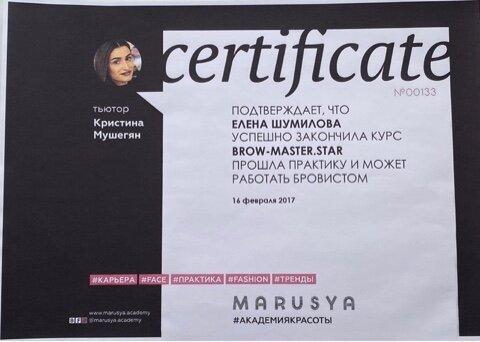 certificate
№00133
тьютор
Кристина
Мушегян
ПОДТВЕРЖДАЕТ, ЧТО
ЕЛЕНА ШУМИЛОВА
УСПЕШНО ЗАКОНЧИЛА КУРС
BROW-MASTER.STAR
ПРОШЛА ПРАКТИКУ И МОЖЕТ
РАБОТАТЬ БРОВИСТОМ
16 февраля 2017
#КАРЬЕРА #FACE #ПРАКТИКА #FASHION #ТРЕНДЫ
www.marusya.academy
@marusya.academy
MARUSYA
#АКАДЕМИЯКРАСОТЫ